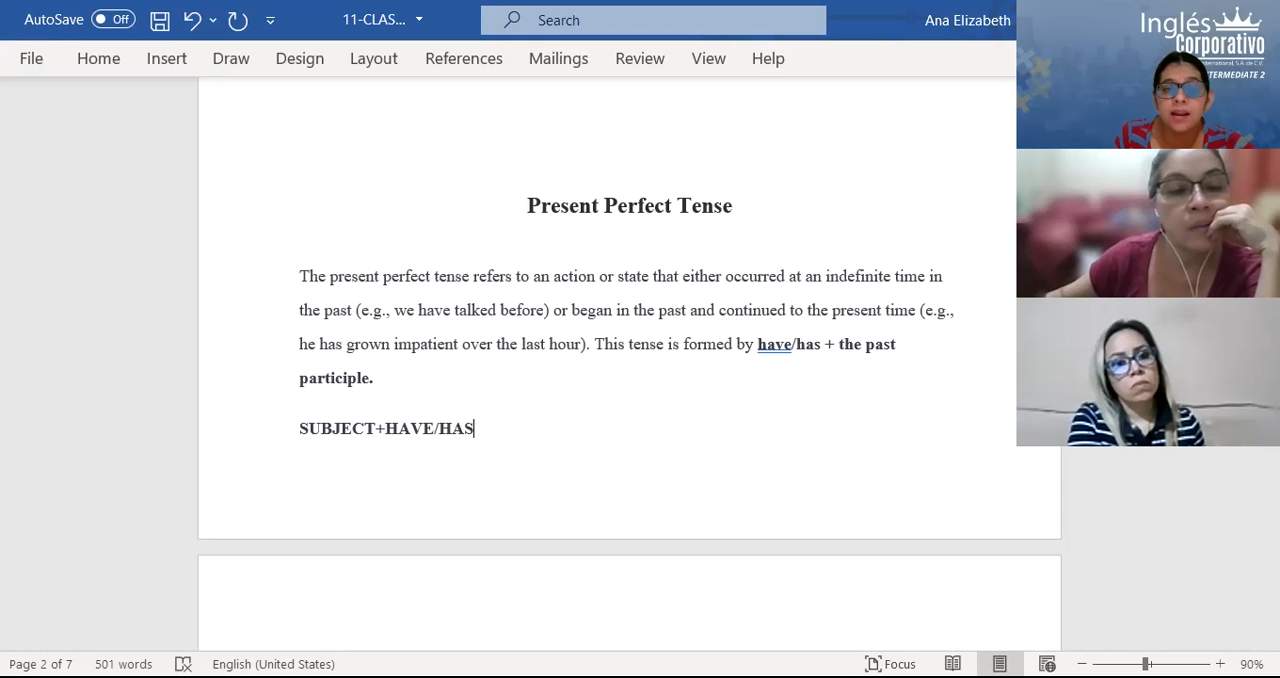 AutoSave Off 11-CLAS... Search Ana Elizabeth
File Home Insert Draw Design Layout References Mailings Review View Help
Inglés
Corporativo
International, S.A. de C.V.
NTERMEDIATE 2
Present Perfect Tense
The present perfect tense refers to an action or state that either occurred at an indefinite time in
the past (e.g., we have talked before) or began in the past and continued to the present time (e.g.,
he has grown impatient over the last hour). This tense is formed by have/has + the past
participle.
SUBJECT+HAVE/HAS
Page 2 of 7 501 words English (United States) Focus 90%